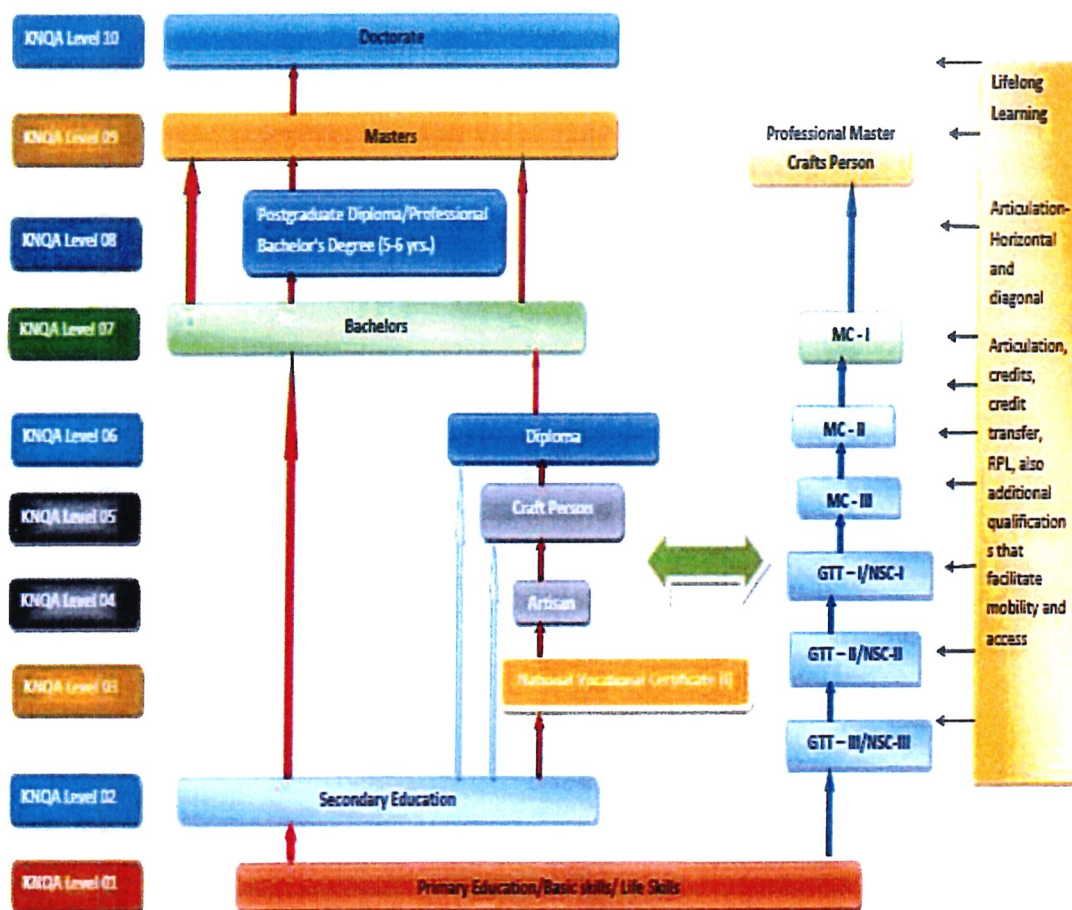 KNQA Level 10
Doctorate
KNQA Level 09
Masters
KNQA Level 08
Postgraduate Diploma/Professional
Bachelor's Degree (5-6 yrs.)
KNQA Level 07
Bachelors
KNQA Level 06
Diploma
KNQA Level 05
Craft Person
KNQA Level 04
Artisan
KNQA Level 03
National Vocational Certificate
KNQA Level 02
Secondary Education
KNQA Level 01
Primary Education/Basic skills/ Life Skills
Professional Master
Crafts Person
MC - I
MC - II
MC - III
GTT – I/NSC-I
GTT – II/NSC-II
GTT – III/NSC-III
Lifelong
Learning
Articulation-
Horizontal
and
diagonal
Articulation,
credits,
credit
transfer,
RPL, also
additional
qualification
s that
facilitate
mobility and
access